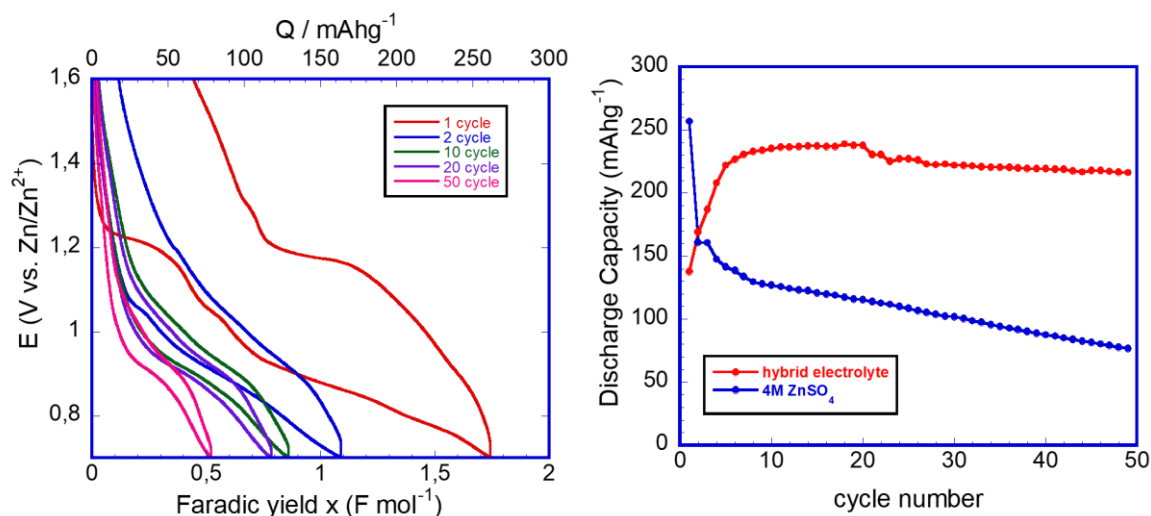 Q / mAhg⁻¹
0 50 100 150 200 250 300
E (V vs. Zn/Zn²⁺)
1,6
1,4
1,2
1
0.8
1 cycle
2 cycle
10 cycle
20 cycle
50 cycle
0 0,5 1 1,5 2
Faradic yield x (F mol⁻¹)
Discharge Capacity (mAhg⁻¹)
300
250
200
150
100
50
0
hybrid electrolyte
4M ZnSO₄
0 10 20 30 40 50
cycle number